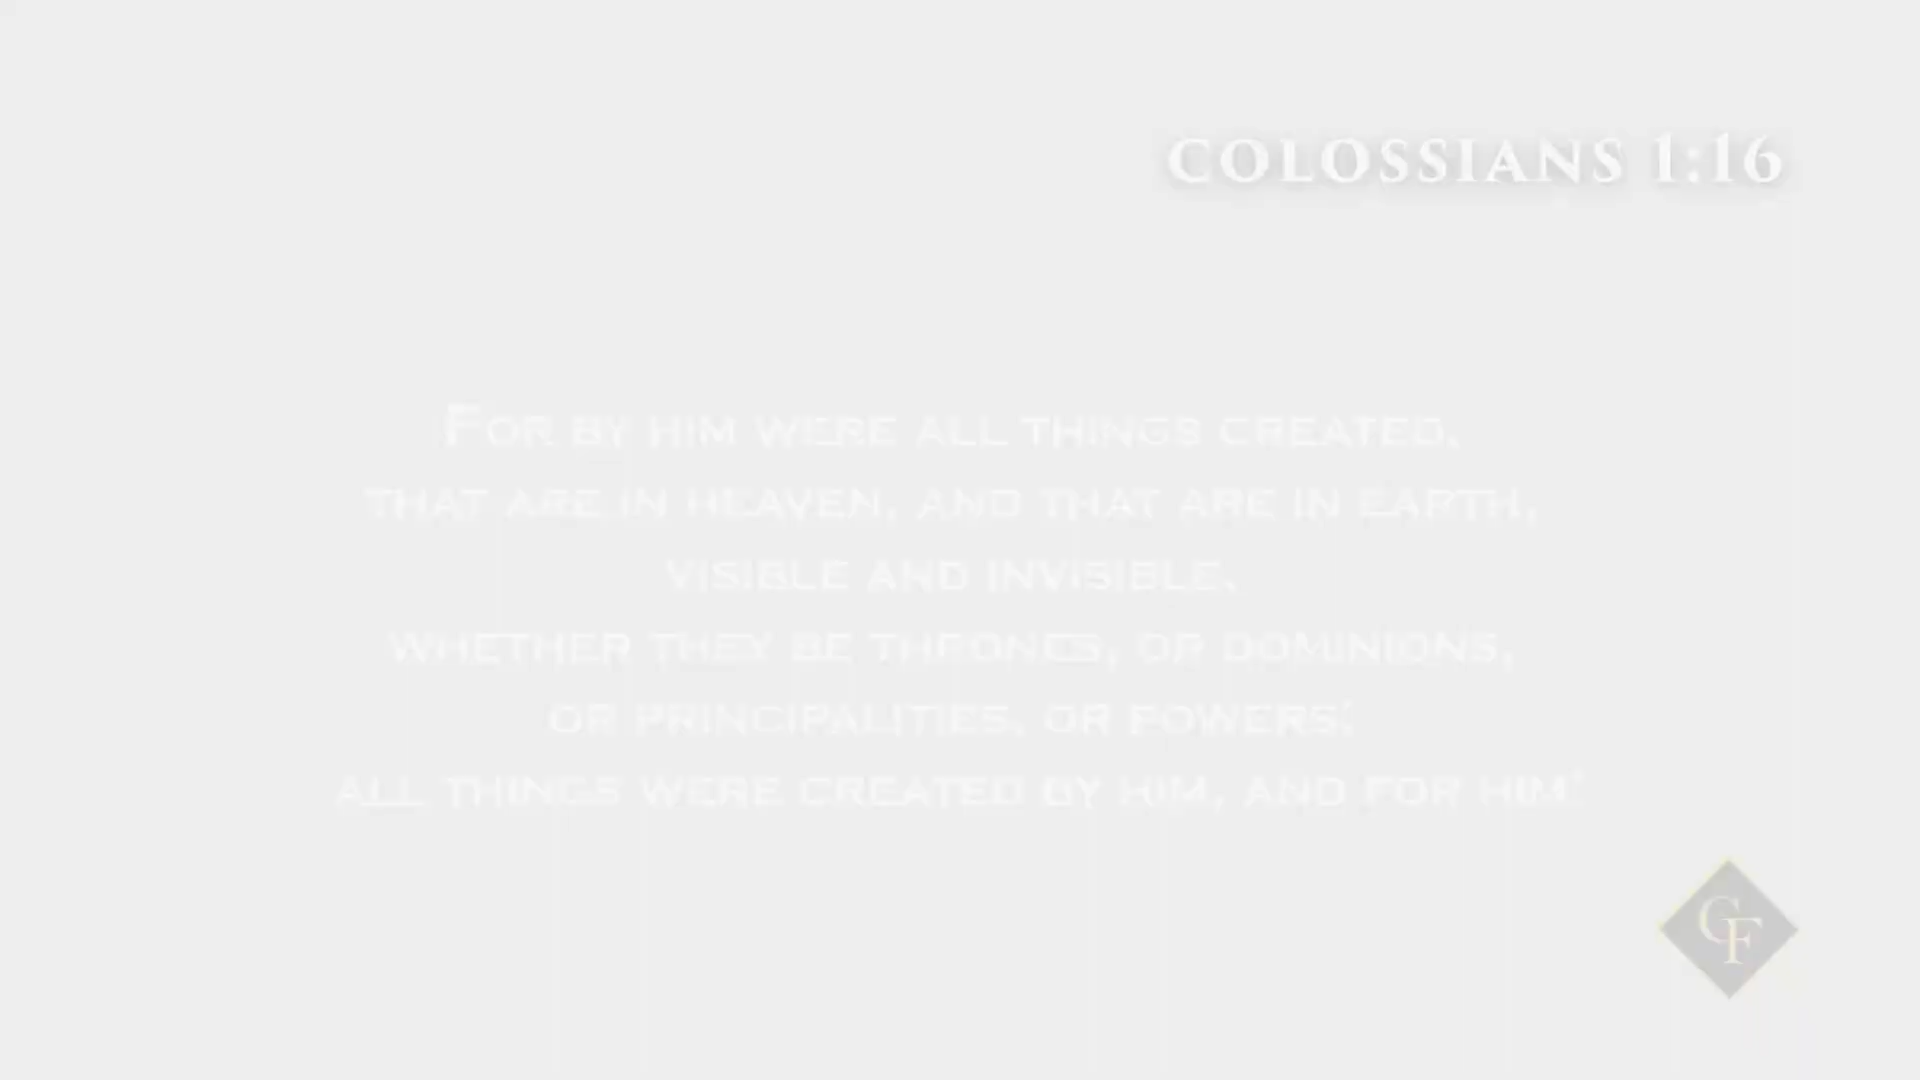 COLOSSIANS 1:16
FOR BY HIM WERE ALL THINGS CREATED,
THAT ARE IN HEAVEN, AND THAT ARE IN EARTH,
VISIBLE AND INVISIBLE,
WHETHER THEY BE THRONES, OR DOMINIONS,
OR PRINCIPALITIES, OR POWERS:
ALL THINGS WERE CREATED BY HIM, AND FOR HIM:
GF